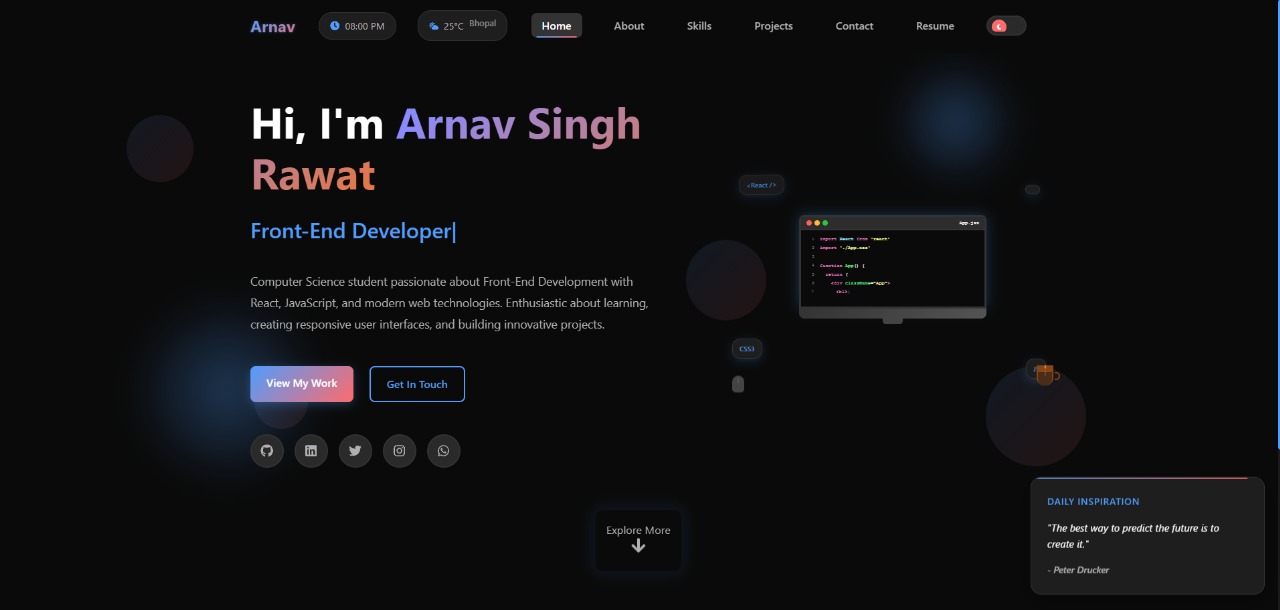 Arnav
08:00 PM
25°C Bhopal
Home
About
Skills
Projects
Contact
Resume
Hi, I'm Arnav Singh
Rawat
Front-End Developer|
Computer Science student passionate about Front-End Development with
React, JavaScript, and modern web technologies. Enthusiastic about learning,
creating responsive user interfaces, and building innovative projects.
View My Work
Get In Touch
<React />
App.jsx
1 import React from "react"
2 import "./App.css"
3
4 function App() {
5 return (
6 <div className="App">
7 <h1>
CSS3
Explore More
DAILY INSPIRATION
"The best way to predict the future is to
create it."
- Peter Drucker